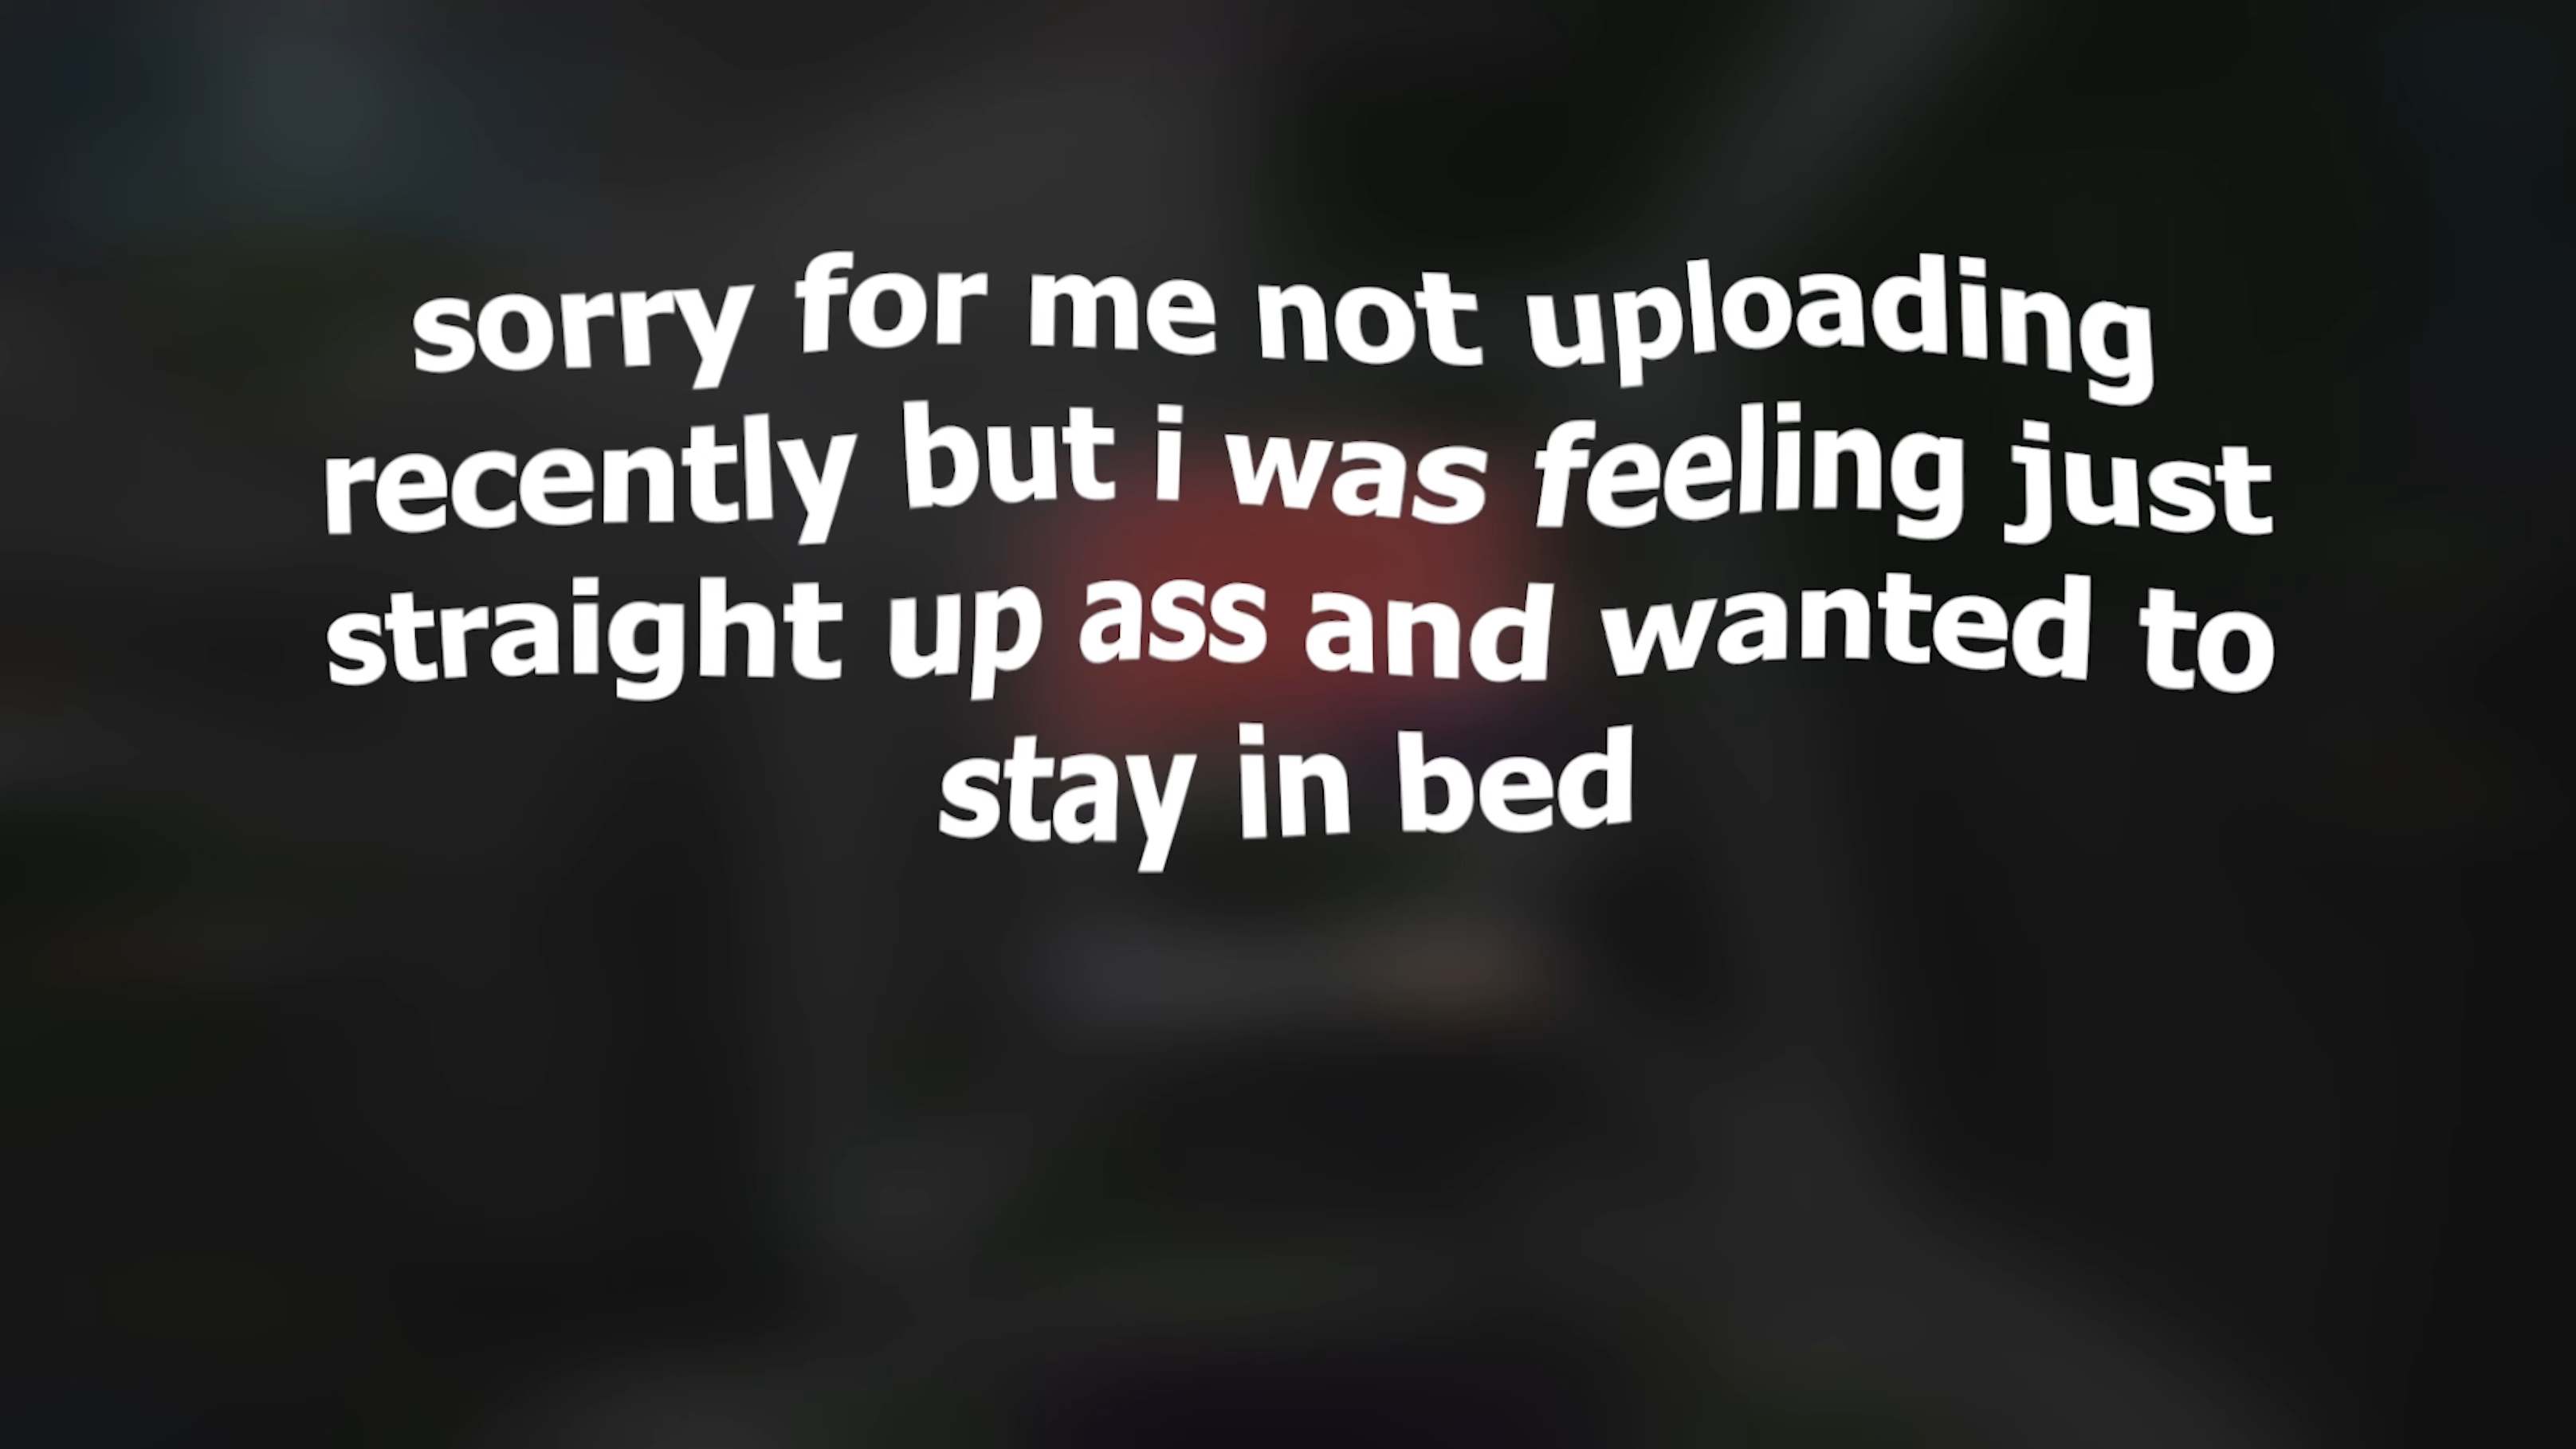 sorry for me not uploading
recently but i was feeling just
straight up ass and wanted to
stay in bed